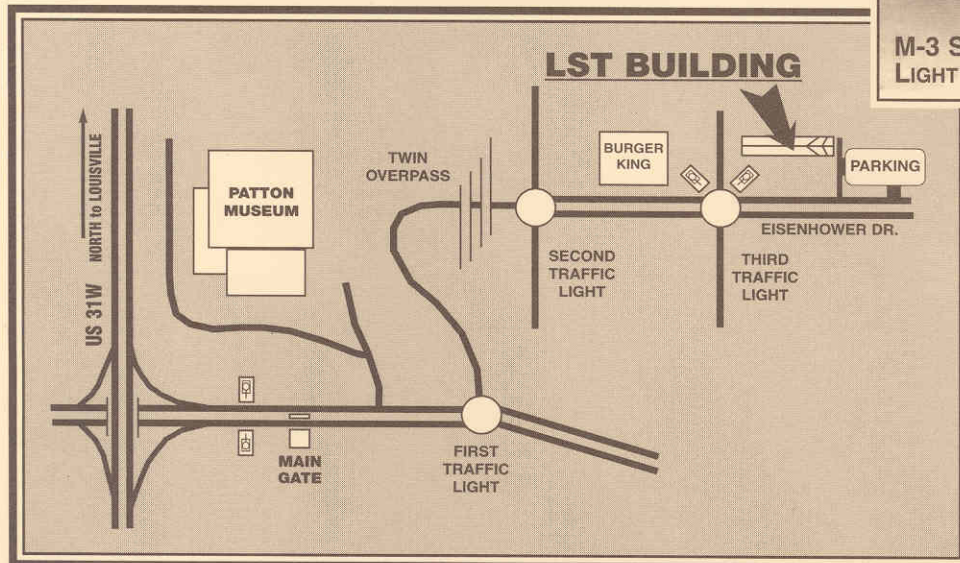 M-3 S
LIGHT
LST BUILDING
NORTH to LOUISVILLE
US 31W
PATTON
MUSEUM
TWIN
OVERPASS
BURGER
KING
PARKING
EISENHOWER DR.
SECOND
TRAFFIC
LIGHT
THIRD
TRAFFIC
LIGHT
MAIN
GATE
FIRST
TRAFFIC
LIGHT